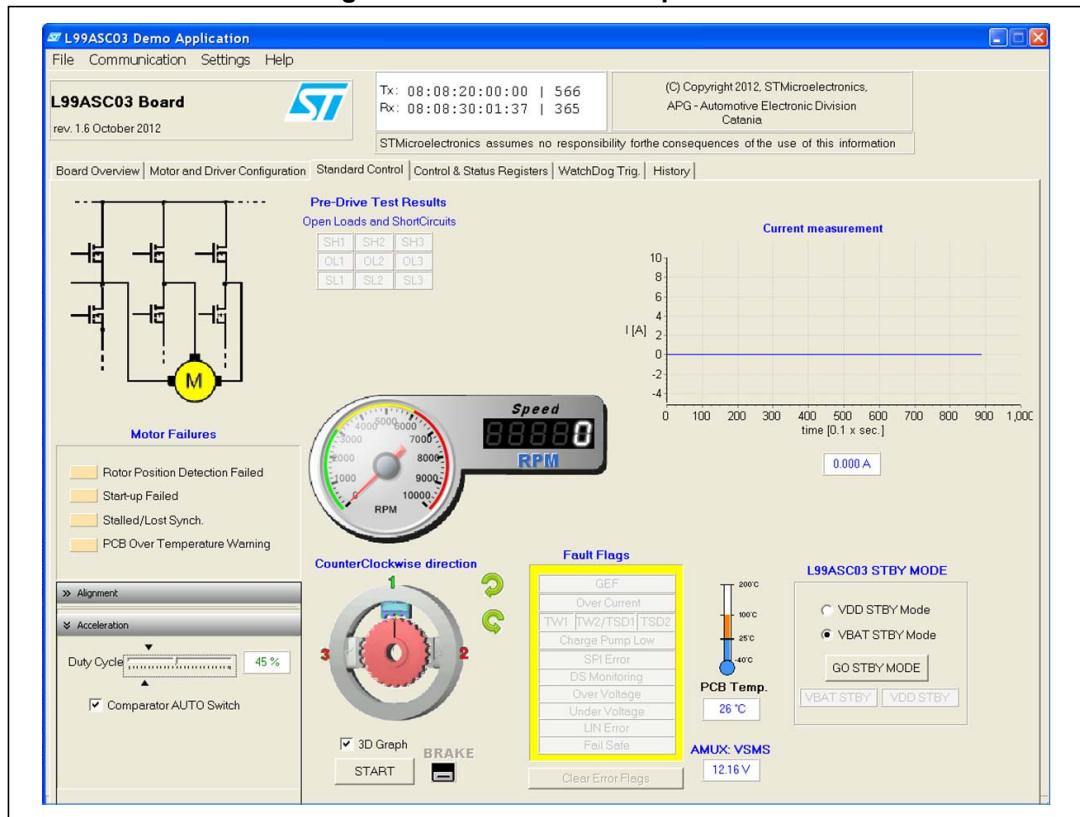 L99ASC03 Demo Application
File Communication Settings Help
L99ASC03 Board
rev. 1.6 October 2012
ST
Tx: 08:08:20:00:00 | 566
Rx: 08:08:30:01:37 | 365
(C) Copyright 2012, STMicroelectronics,
APG - Automotive Electronic Division
Catania
STMicroelectronics assumes no responsibility forthe consequences of the use of this information
Board Overview Motor and Driver Configuration Standard Control Control & Status Registers WatchDog Trig. History
M
Pre-Drive Test Results
Open Loads and ShortCircuits
SH1 SH2 SH3
OL1 OL2 OL3
SL1 SL2 SL3
Current measurement
10
8
6
4
I [A] 2
0
-2
-4
0 100 200 300 400 500 600 700 800 900 1,000
time [0.1 x sec.]
0.000 A
Motor Failures
Rotor Position Detection Failed
Start-up Failed
Stalled/Lost Synch.
PCB Over Temperature Warning
0 1000 2000 3000 4000 5000 6000 7000 8000 9000 10000
RPM
Speed
0
RPM
» Alignment
Acceleration
Duty Cycle 45 %
Comparator AUTO Switch
CounterClockwise direction
1
3 2
3D Graph
START
BRAKE
Fault Flags
GEF
Over Current
TW1 TW2/TSD1 TSD2
Charge Pump Low
SPI Error
DS Monitoring
Over Voltage
Under Voltage
LIN Error
Fail Safe
Clear Error Flags
200°C
100°C
25°C
-40°C
PCB Temp.
26 °C
AMUX: VSMS
12.16 V
L99ASC03 STBY MODE
VDD STBY Mode
VBAT STBY Mode
GO STBY MODE
VBAT STBY VDD STBY